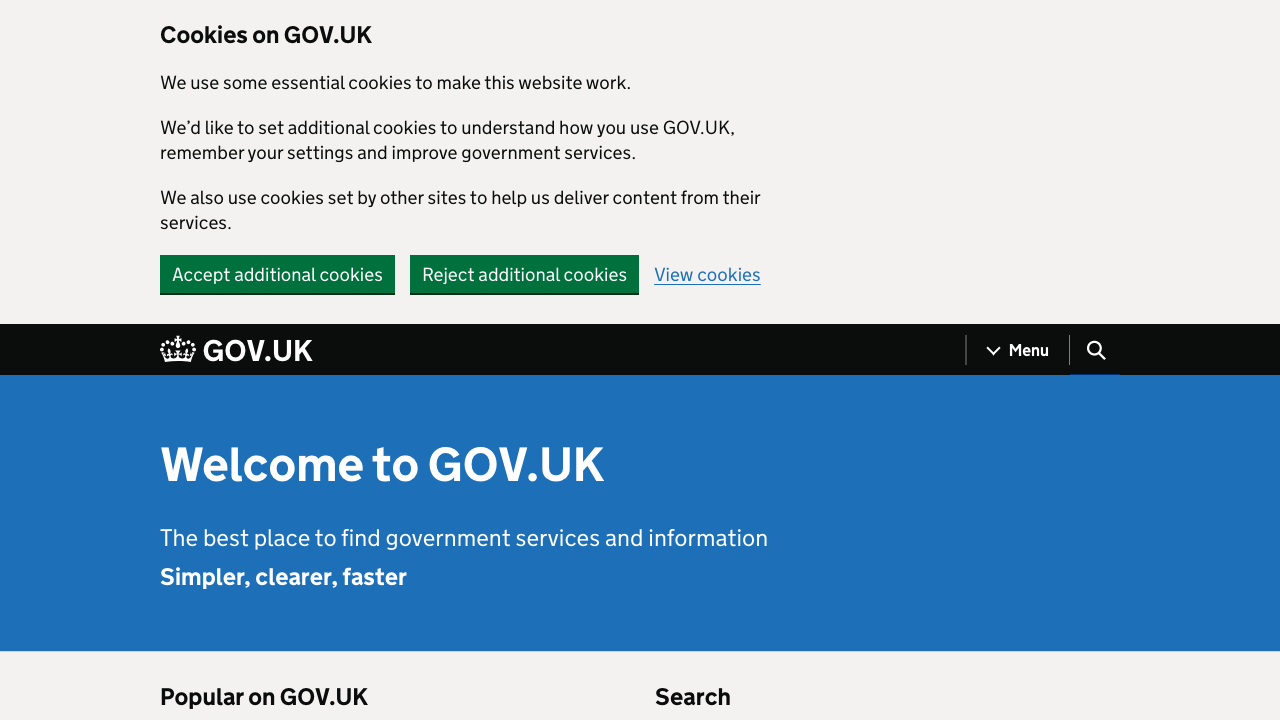 Cookies on GOV.UK
We use some essential cookies to make this website work.
We’d like to set additional cookies to understand how you use GOV.UK,
remember your settings and improve government services.
We also use cookies set by other sites to help us deliver content from their
services.
Accept additional cookies
Reject additional cookies
View cookies
GOV.UK
Menu
Welcome to GOV.UK
The best place to find government services and information
Simpler, clearer, faster
Popular on GOV.UK
Search